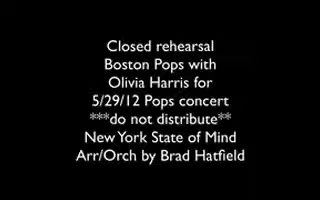 Closed rehearsal
Boston Pops with
Olivia Harris for
5/29/12 Pops concert
***do not distribute**
New York State of Mind
Arr/Orch by Brad Hatfield